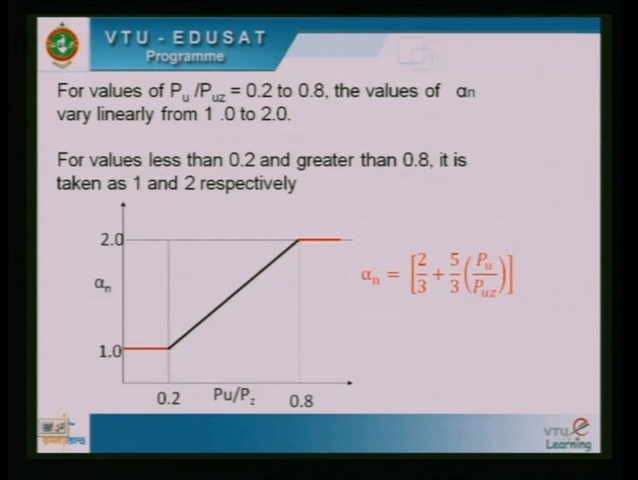 VTU - EDUSAT
Programme
For values of Pu /Puz = 0.2 to 0.8, the values of αn
vary linearly from 1 .0 to 2.0.
For values less than 0.2 and greater than 0.8, it is
taken as 1 and 2 respectively
2.0
αn
1.0
0.2
Pu/Pz
0.8
αn = [2/3 + 5/3 (Pu/Puz)]
VTU e
Learning